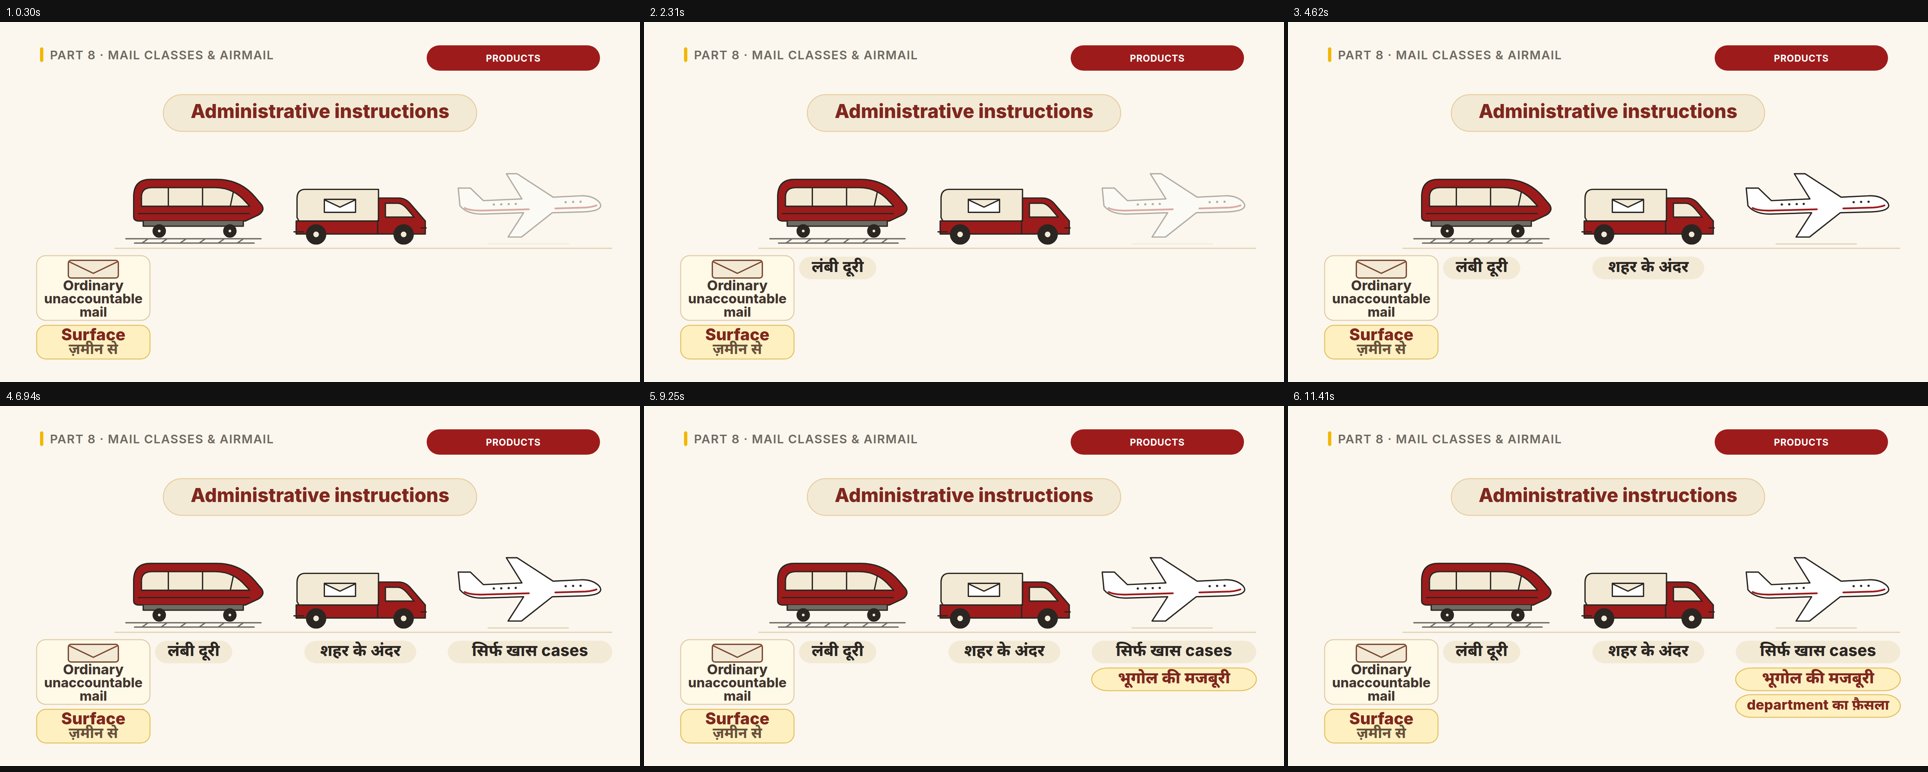 1. 0.30s
PART 8 · MAIL CLASSES & AIRMAIL
PRODUCTS
Administrative instructions
Ordinary
unaccountable
mail
Surface
ज़मीन से
2. 2.31s
PART 8 · MAIL CLASSES & AIRMAIL
PRODUCTS
Administrative instructions
लंबी दूरी
Ordinary
unaccountable
mail
Surface
ज़मीन से
3. 4.62s
PART 8 · MAIL CLASSES & AIRMAIL
PRODUCTS
Administrative instructions
लंबी दूरी
शहर के अंदर
Ordinary
unaccountable
mail
Surface
ज़मीन से
4. 6.94s
PART 8 · MAIL CLASSES & AIRMAIL
PRODUCTS
Administrative instructions
लंबी दूरी
शहर के अंदर
सिर्फ खास cases
Ordinary
unaccountable
mail
Surface
ज़मीन से
5. 9.25s
PART 8 · MAIL CLASSES & AIRMAIL
PRODUCTS
Administrative instructions
लंबी दूरी
शहर के अंदर
सिर्फ खास cases
भूगोल की मजबूरी
Ordinary
unaccountable
mail
Surface
ज़मीन से
6. 11.41s
PART 8 · MAIL CLASSES & AIRMAIL
PRODUCTS
Administrative instructions
लंबी दूरी
शहर के अंदर
सिर्फ खास cases
भूगोल की मजबूरी
department का फ़ैसला
Ordinary
unaccountable
mail
Surface
ज़मीन से